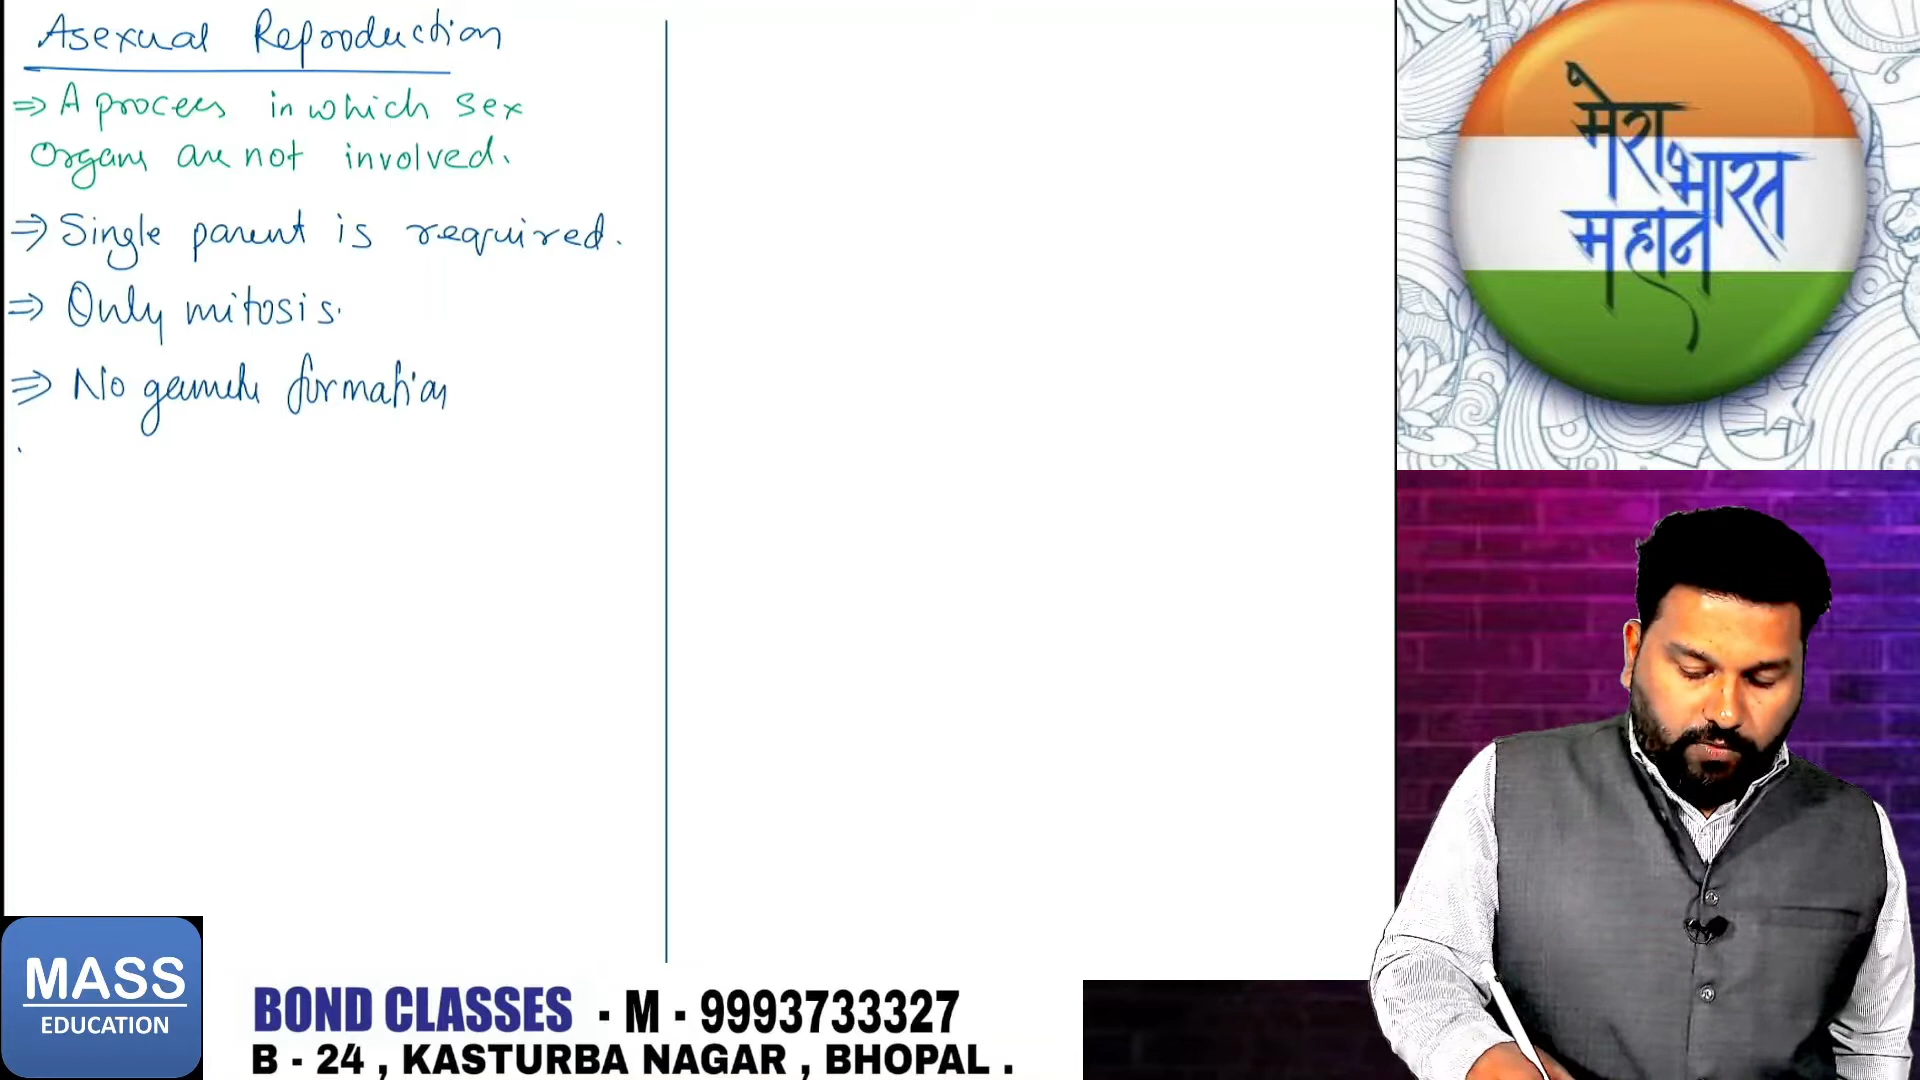 Asexual Reproduction
⇒ A process in which sex
organs are not involved.
⇒ Single parent is required.
⇒ Only mitosis.
⇒ No gamete formation
मेरा
भारत
महान
MASS
EDUCATION
BOND CLASSES - M - 9993733327
B - 24 , KASTURBA NAGAR , BHOPAL .